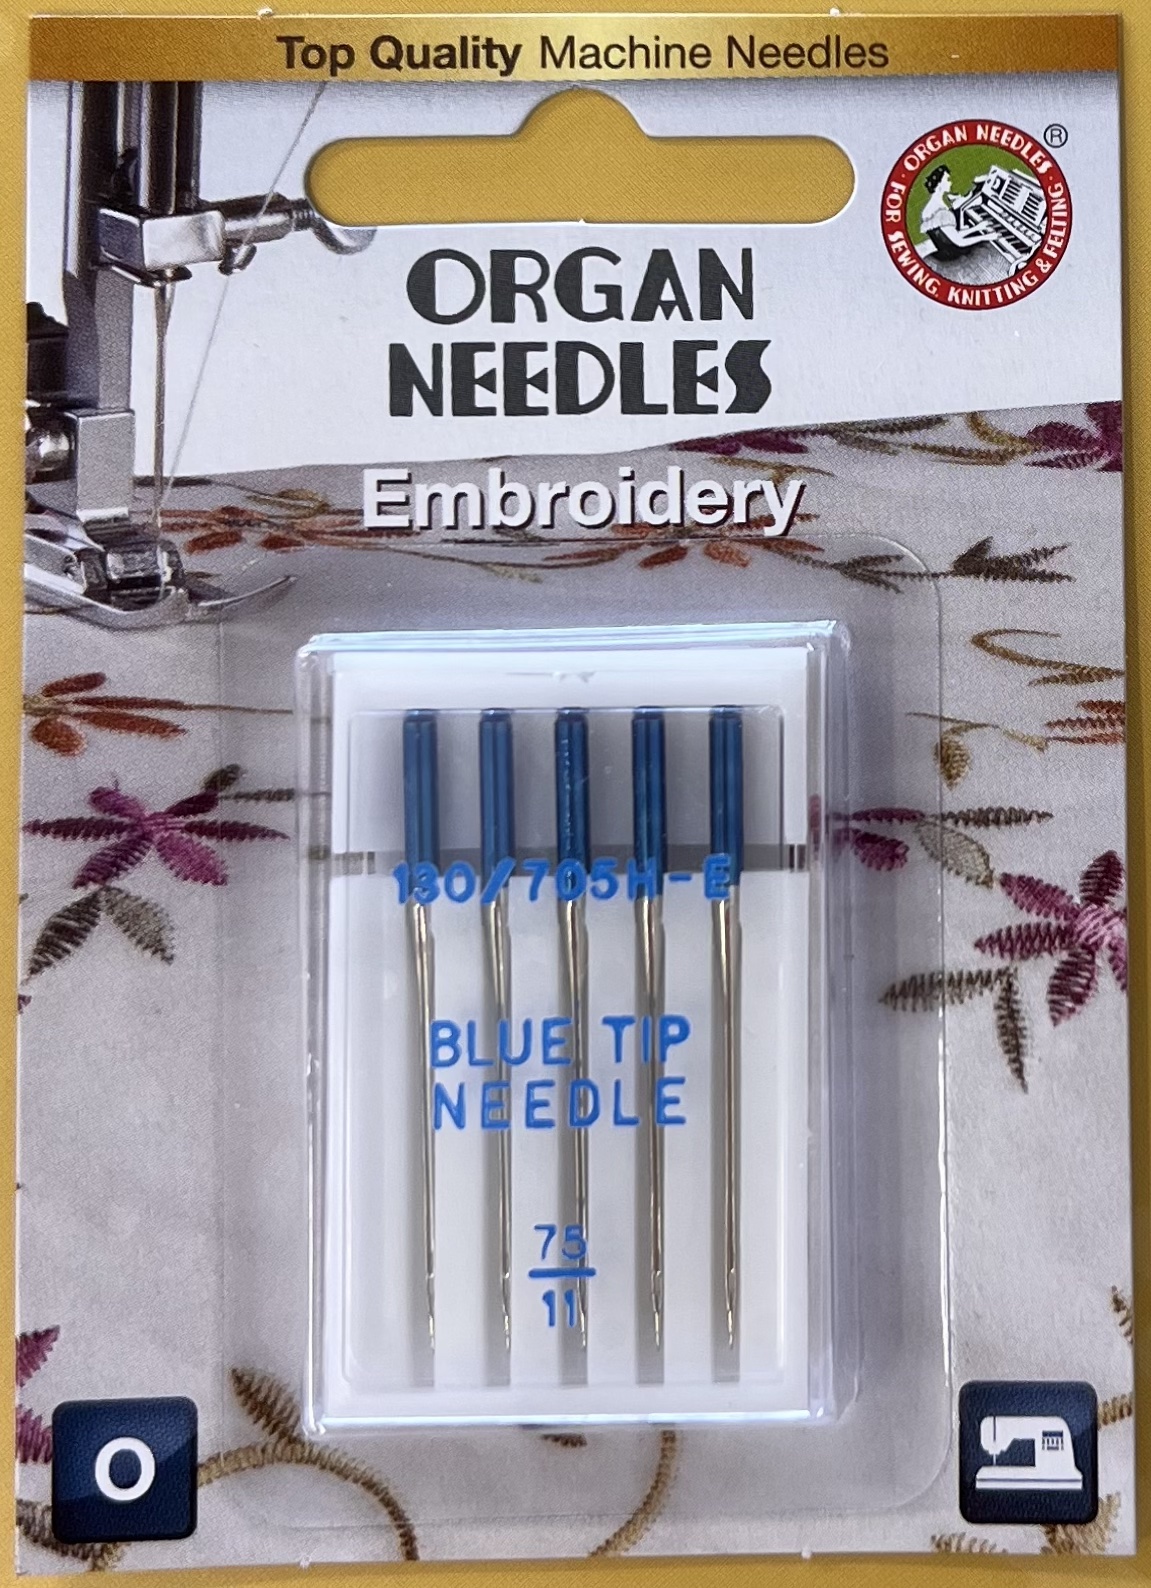 Top Quality Machine Needles
ORGAN NEEDLES ®
FOR SEWING, KNITTING & FELTING
ORGAN
NEEDLES
Embroidery
130/705H-E
BLUE TIP
NEEDLE
75
11
O